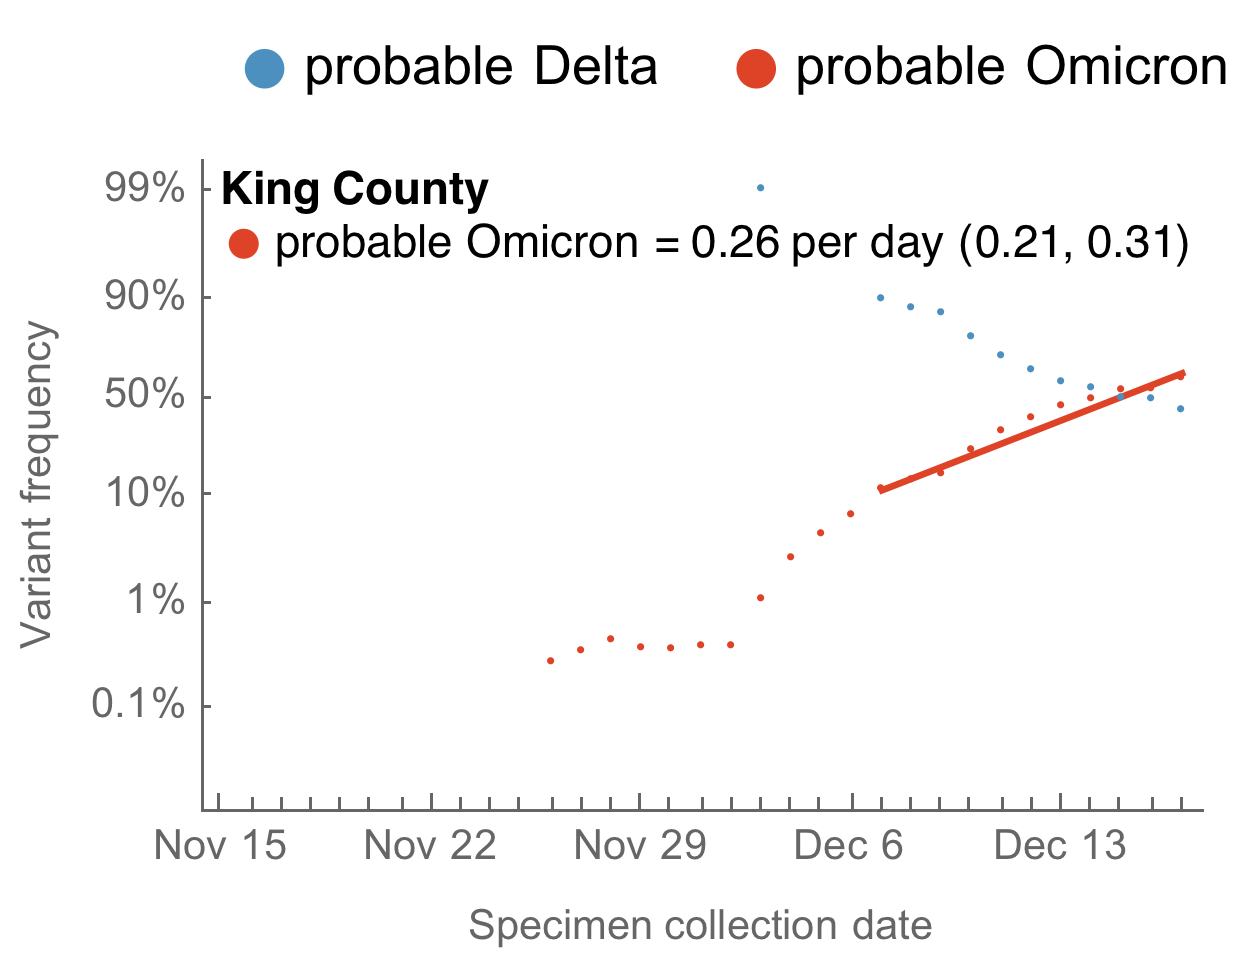 probable Delta probable Omicron
99%
King County
probable Omicron = 0.26 per day (0.21, 0.31)
90%
50%
10%
1%
0.1%
Variant frequency
Nov 15 Nov 22 Nov 29 Dec 6 Dec 13
Specimen collection date